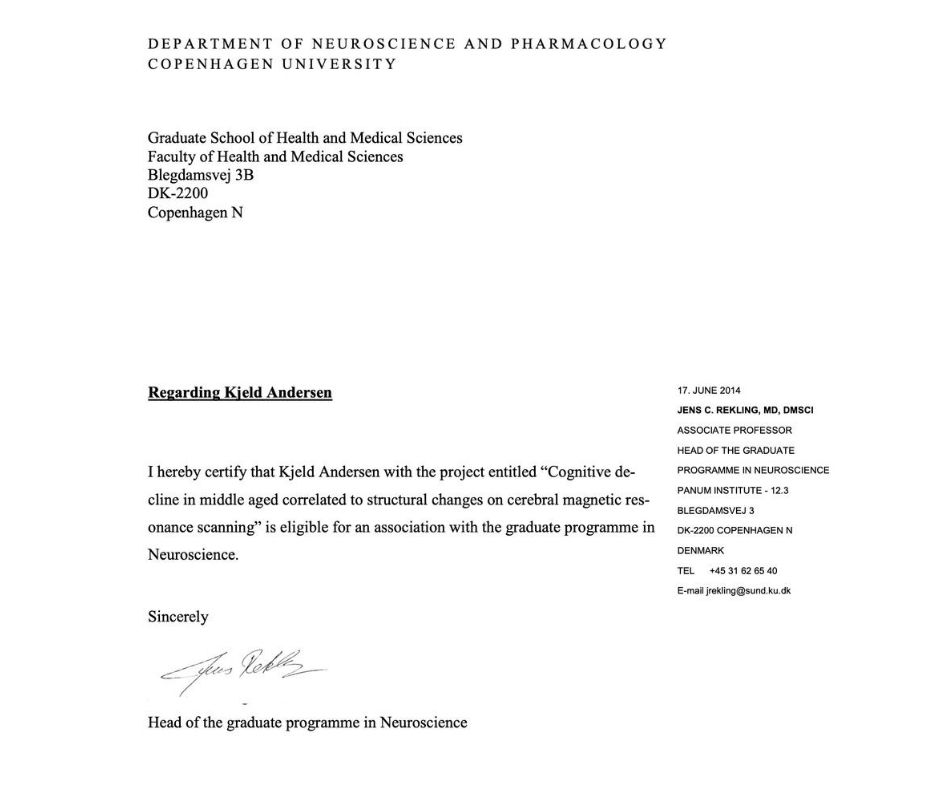 DEPARTMENT OF NEUROSCIENCE AND PHARMACOLOGY
COPENHAGEN UNIVERSITY
Graduate School of Health and Medical Sciences
Faculty of Health and Medical Sciences
Blegdamsvej 3B
DK-2200
Copenhagen N
Regarding Kjeld Andersen
I hereby certify that Kjeld Andersen with the project entitled “Cognitive de-
cline in middle aged correlated to structural changes on cerebral magnetic res-
onance scanning” is eligible for an association with the graduate programme in
Neuroscience.
Sincerely
Jens Rekling
Head of the graduate programme in Neuroscience
17. JUNE 2014
JENS C. REKLING, MD, DMSCI
ASSOCIATE PROFESSOR
HEAD OF THE GRADUATE
PROGRAMME IN NEUROSCIENCE
PANUM INSTITUTE - 12.3
BLEGDAMSVEJ 3
DK-2200 COPENHAGEN N
DENMARK
TEL +45 31 62 65 40
E-mail jrekling@sund.ku.dk